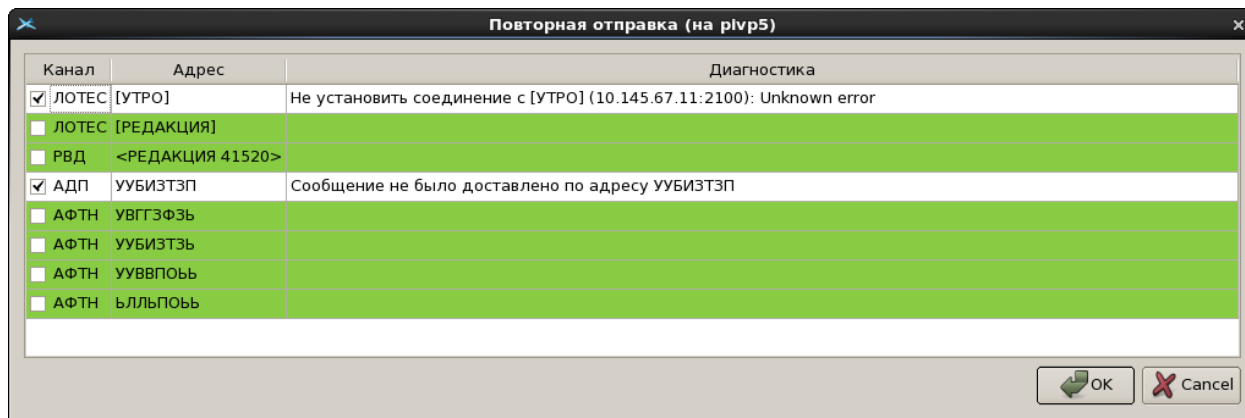 Повторная отправка (на plvp5)
Канал Адрес Диагностика
ЛОТЕС [УТРО] Не установить соединение с [УТРО] (10.145.67.11:2100): Unknown error
ЛОТЕС [РЕДАКЦИЯ]
РВД <РЕДАКЦИЯ 41520>
АДП УУБИЗТЗП Сообщение не было доставлено по адресу УУБИЗТЗП
АФТН УВГГЗФЗЬ
АФТН УУБИЗТЗЬ
АФТН УУВВПОЬЬ
АФТН ЬЛЛЬПОЬЬ
OK Cancel